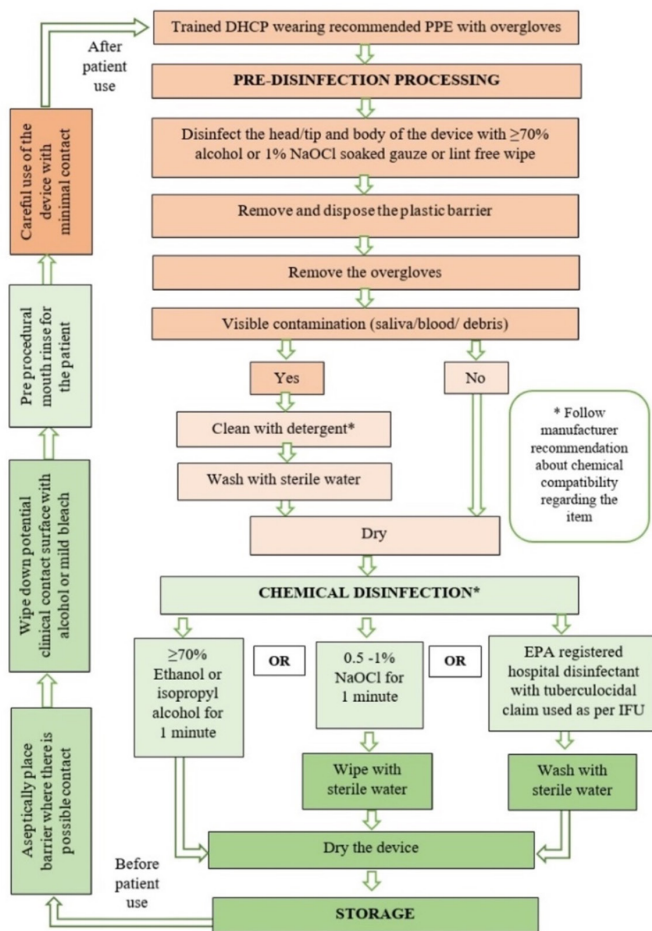 After
patient
use
Trained DHCP wearing recommended PPE with overgloves
PRE-DISINFECTION PROCESSING
Disinfect the head/tip and body of the device with ≥70%
alcohol or 1% NaOCl soaked gauze or lint free wipe
Remove and dispose the plastic barrier
Remove the overgloves
Visible contamination (saliva/blood/ debris)
Yes
No
Clean with detergent*
Wash with sterile water
Dry
* Follow
manufacturer
recommendation
about chemical
compatibility
regarding the
item
CHEMICAL DISINFECTION*
≥70%
Ethanol or
isopropyl
alcohol for
1 minute
OR
0.5 -1%
NaOCl for
1 minute
OR
EPA registered
hospital disinfectant
with tuberculocidal
claim used as per IFU
Wipe with
sterile water
Wash with
sterile water
Dry the device
STORAGE
Before
patient
use
Aseptically place
barrier where there is
possible contact
Wipe down potential
clinical contact surface with
alcohol or mild bleach
Pre procedural
mouth rinse for
the patient
Careful use of the
device with
minimal contact